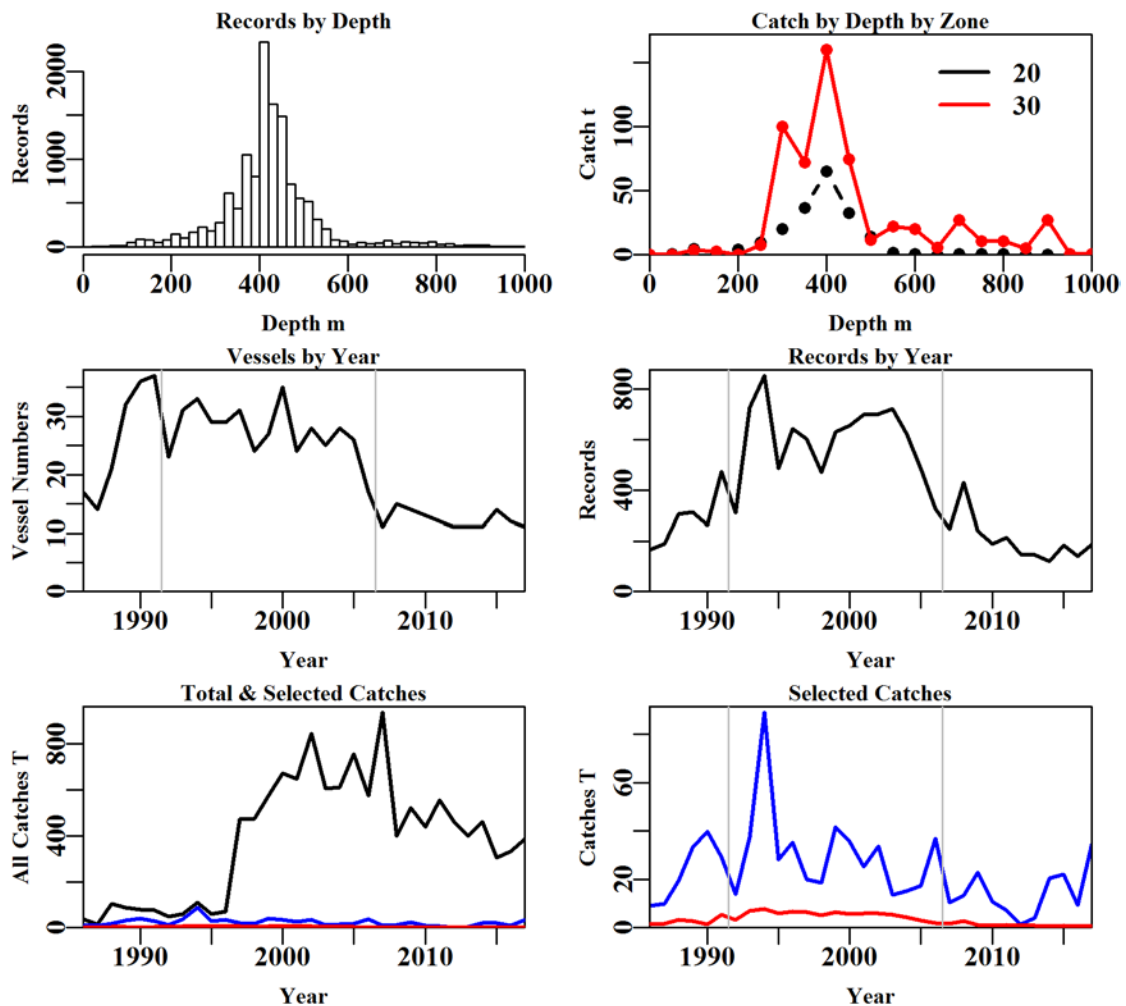 Records by Depth
Records
0
1000
2000
0 200 400 600 800 1000
Depth m
Catch by Depth by Zone
Catch t
0
50
100
20
30
0 200 400 600 800 1000
Depth m
Vessels by Year
Vessel Numbers
0
10
20
30
1990 2000 2010
Year
Records by Year
Records
0
400
800
1990 2000 2010
Year
Total & Selected Catches
All Catches T
0
400
800
1990 2000 2010
Year
Selected Catches
Catches T
0
20
60
1990 2000 2010
Year